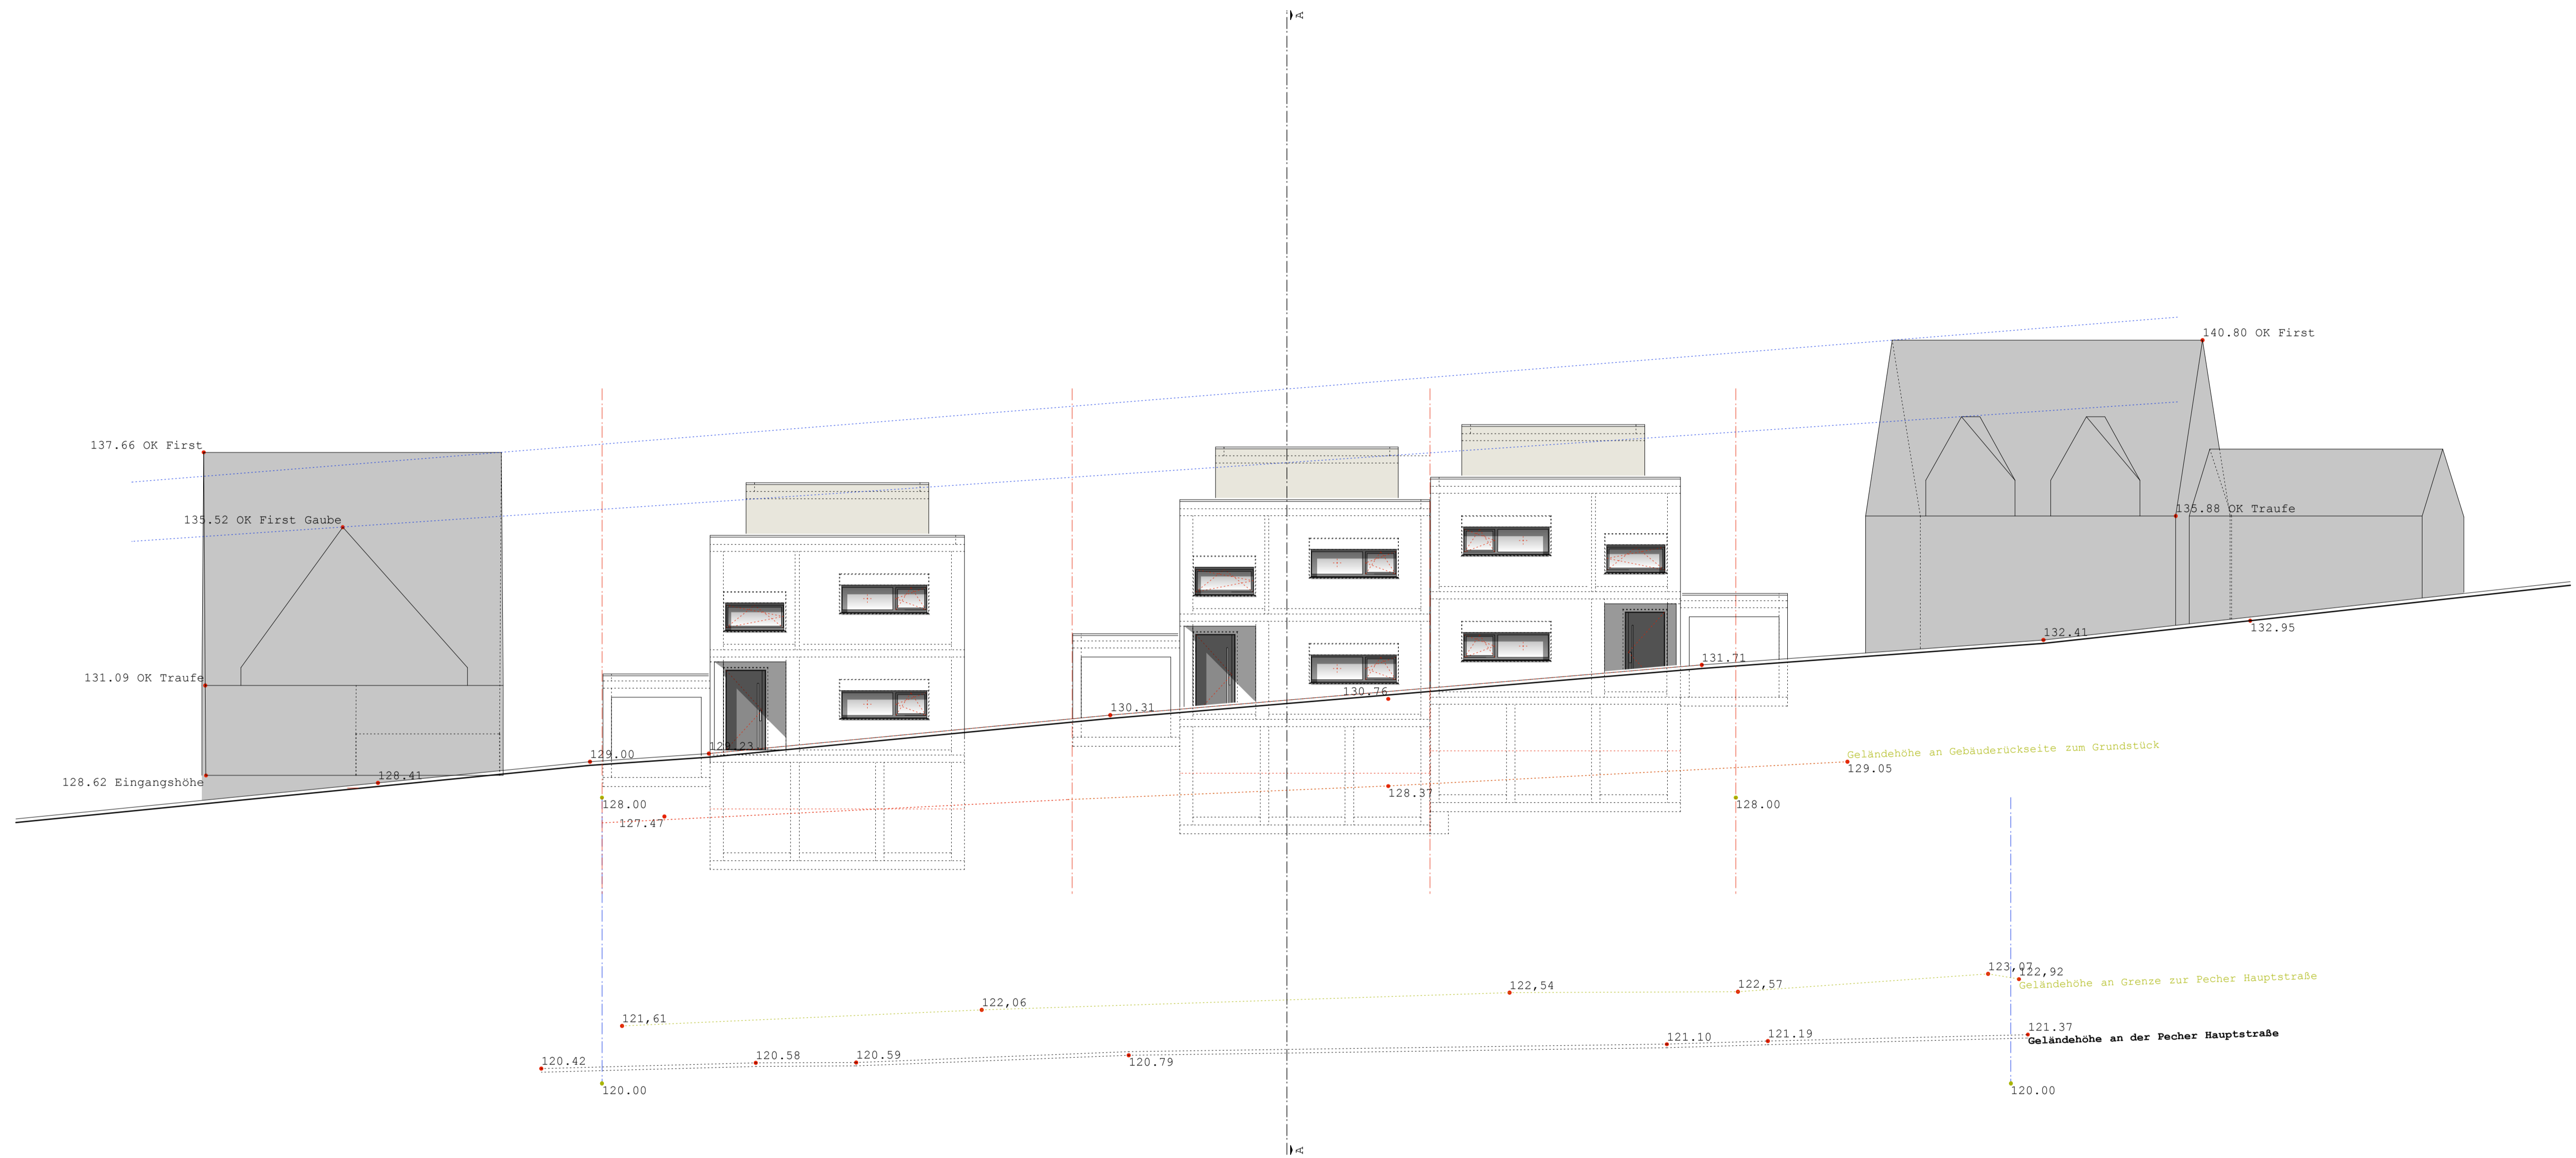 A
140.80 OK First
137.66 OK First
135.88 OK Traufe
135.52 OK First Gaube
132.41
132.95
131.71
131.09 OK Traufe
130.76
130.31
129.23
Geländehöhe an Gebäuderückseite zum Grundstück
129.00
129.05
128.41
128.62 Eingangshöhe
128.37
128.00
128.00
127.47
123,07
122,92
Geländehöhe an Grenze zur Pecher Hauptstraße
122,54
122,57
122,06
121,61
121.37
Geländehöhe an der Pecher Hauptstraße
121.19
121.10
120.42
120.58
120.59
120.79
120.00
120.00
A